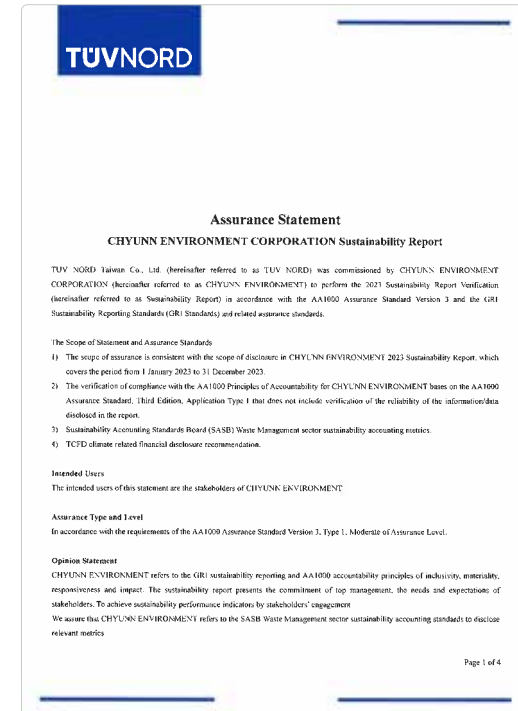 TÜVNORD
Assurance Statement
CHYUNN ENVIRONMENT CORPORATION Sustainability Report
TUV NORD Taiwan Co., Ltd. (hereinafter referred to as TUV NORD) was commissioned by CHYUNN ENVIRONMENT
CORPORATION (hereinafter referred to as CHYUNN ENVIRONMENT) to perform the 2023 Sustainability Report Verification
(hereinafter referred to as Sustainability Report) in accordance with the AA1000 Assurance Standard Version 3 and the GRI
Sustainability Reporting Standards (GRI Standards) and related assurance standards.
The Scope of Statement and Assurance Standards
1) The scope of assurance is consistent with the scope of disclosure in CHYUNN ENVIRONMENT 2023 Sustainability Report, which
covers the period from 1 January 2023 to 31 December 2023.
2) The verification of compliance with the AA1000 Principles of Accountability for CHYUNN ENVIRONMENT bases on the AA1000
Assurance Standard, Third Edition, Application Type 1 that does not include verification of the reliability of the information/data
disclosed in the report.
3) Sustainability Accounting Standards Board (SASB) Waste Management sector sustainability accounting metrics.
4) TCFD climate related financial disclosure recommendation.
Intended Users
The intended users of this statement are the stakeholders of CHYUNN ENVIRONMENT
Assurance Type and Level
In accordance with the requirements of the AA1000 Assurance Standard Version 3, Type 1, Moderate of Assurance Level.
Opinion Statement
CHYUNN ENVIRONMENT refers to the GRI sustainability reporting and AA1000 accountability principles of inclusivity, materiality,
responsiveness and impact. The sustainability report presents the commitment of top management, the needs and expectations of
stakeholders. To achieve sustainability performance indicators by stakeholders' engagement
We assure that CHYUNN ENVIRONMENT refers to the SASB Waste Management sector sustainability accounting standards to disclose
relevant metrics
Page 1 of 4